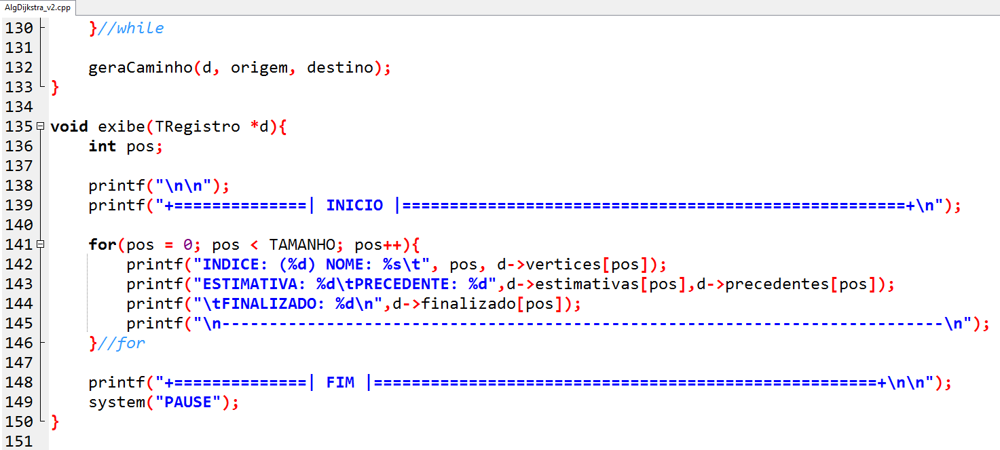 AlgDijkstra_v2.cpp
130 }//while
131
132 geraCaminho(d, origem, destino);
133 }
134
135 void exibe(TRegistro *d){
136 int pos;
137
138 printf("\n\n");
139 printf("+==============| INICIO |=====================================================+\n");
140
141 for(pos = 0; pos < TAMANHO; pos++){
142 printf("INDICE: (%d) NOME: %s\t", pos, d->vertices[pos]);
143 printf("ESTIMATIVA: %d\tPRECEDENTE: %d",d->estimativas[pos],d->precedentes[pos]);
144 printf("\tFINALIZADO: %d\n",d->finalizado[pos]);
145 printf("\n----------------------------------------------------------------------------\n");
146 }//for
147
148 printf("+==============| FIM |=====================================================+\n\n");
149 system("PAUSE");
150 }
151